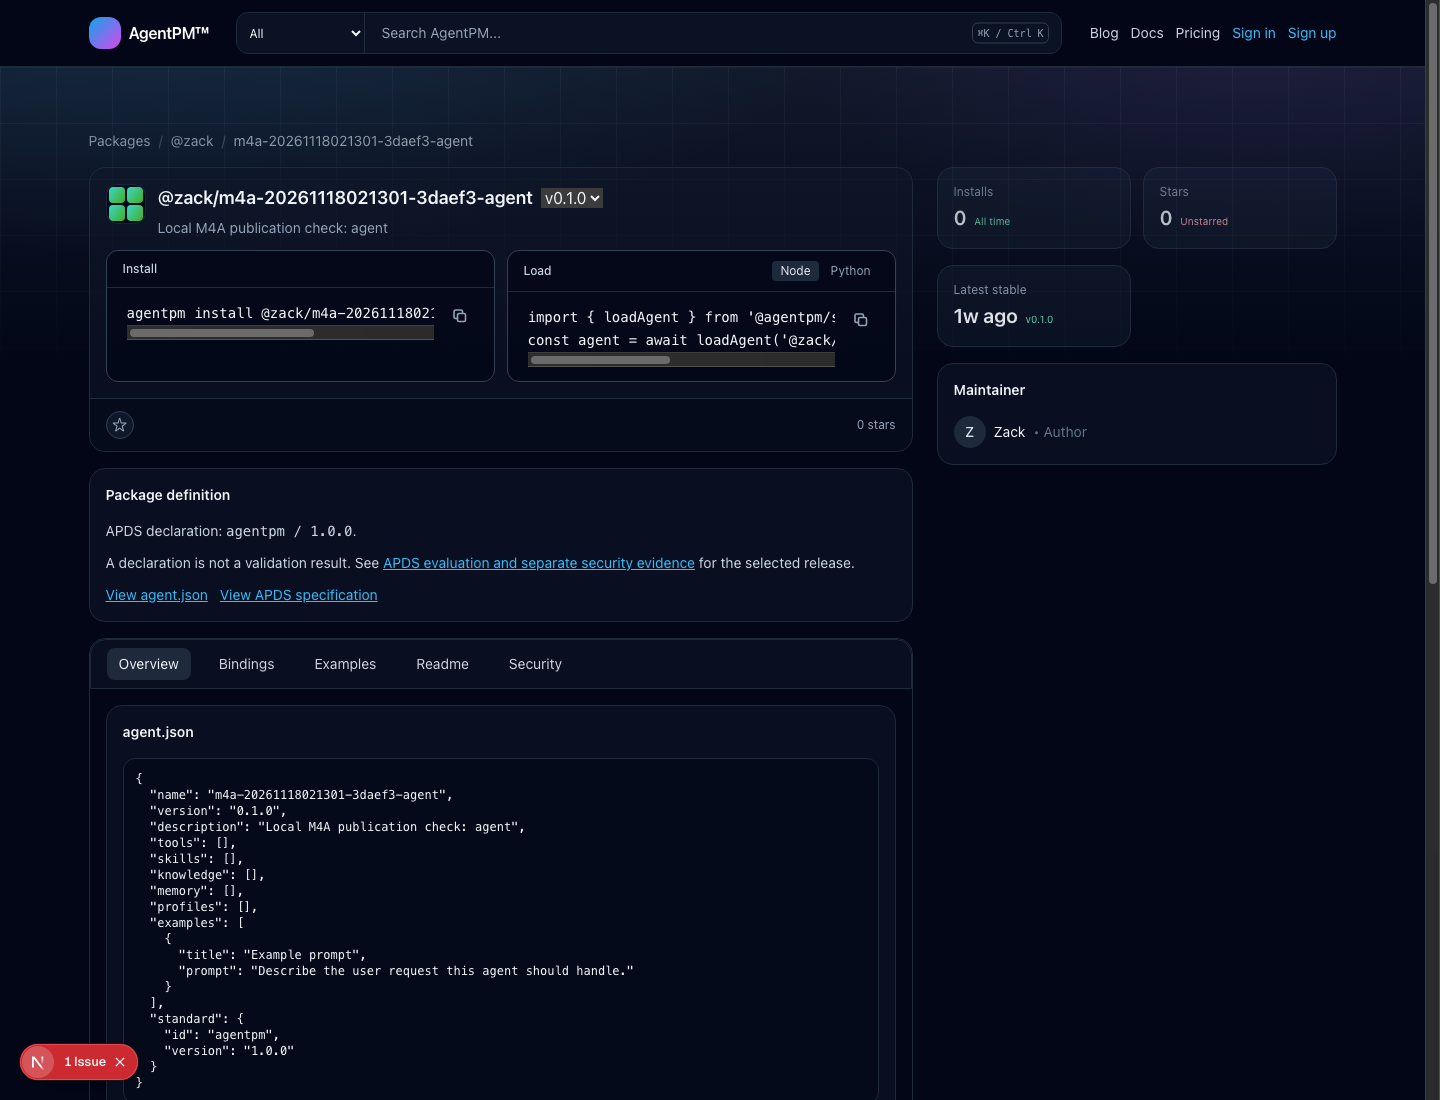 AgentPM™
All
Search AgentPM...
⌘K / Ctrl K
Blog Docs Pricing Sign in Sign up
Packages / @zack / m4a-20261118021301-3daef3-agent
@zack/m4a-20261118021301-3daef3-agent v0.1.0
Local M4A publication check: agent
Install
agentpm install @zack/m4a-20261118021
Load
Node Python
import { loadAgent } from '@agentpm/s
const agent = await loadAgent('@zack/
0 stars
Installs
0 All time
Stars
0 Unstarred
Latest stable
1w ago v0.1.0
Maintainer
Z Zack • Author
Package definition
APDS declaration: agentpm / 1.0.0.
A declaration is not a validation result. See APDS evaluation and separate security evidence for the selected release.
View agent.json View APDS specification
Overview Bindings Examples Readme Security
agent.json
{
"name": "m4a-20261118021301-3daef3-agent",
"version": "0.1.0",
"description": "Local M4A publication check: agent",
"tools": [],
"skills": [],
"knowledge": [],
"memory": [],
"profiles": [],
"examples": [
{
"title": "Example prompt",
"prompt": "Describe the user request this agent should handle."
}
],
"standard": {
"id": "agentpm",
"version": "1.0.0"
}
}
N 1 Issue